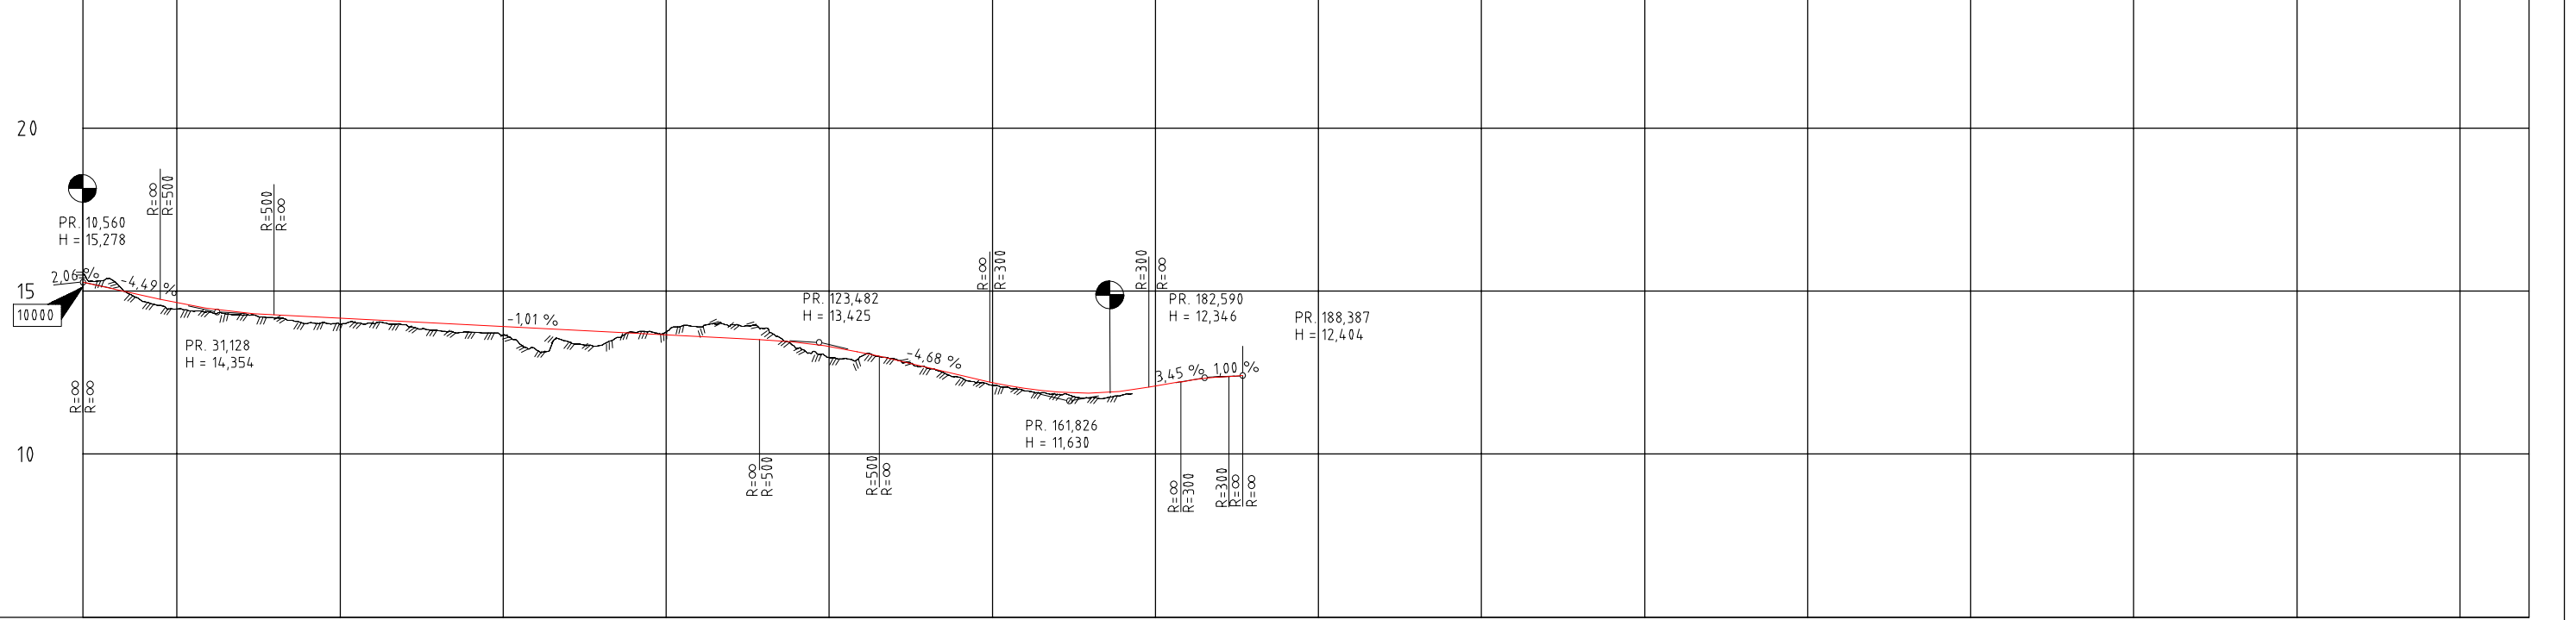 20
R=∞
R=500
R=500
R=∞
PR. 10,560
H = 15,278
R=∞
R=300
R=300
R=∞
2,06 %
-4,49 %
15
10000
PR. 123,482
H = 13,425
PR. 182,590
H = 12,346
PR. 188,387
H = 12,404
-1,01 %
PR. 31,128
H = 14,354
-4,68 %
3,45 %
1,00 %
R=∞
R=∞
PR. 161,826
H = 11,630
10
R=∞
R=500
R=500
R=∞
R=∞
R=300
R=300
R=∞
R=∞